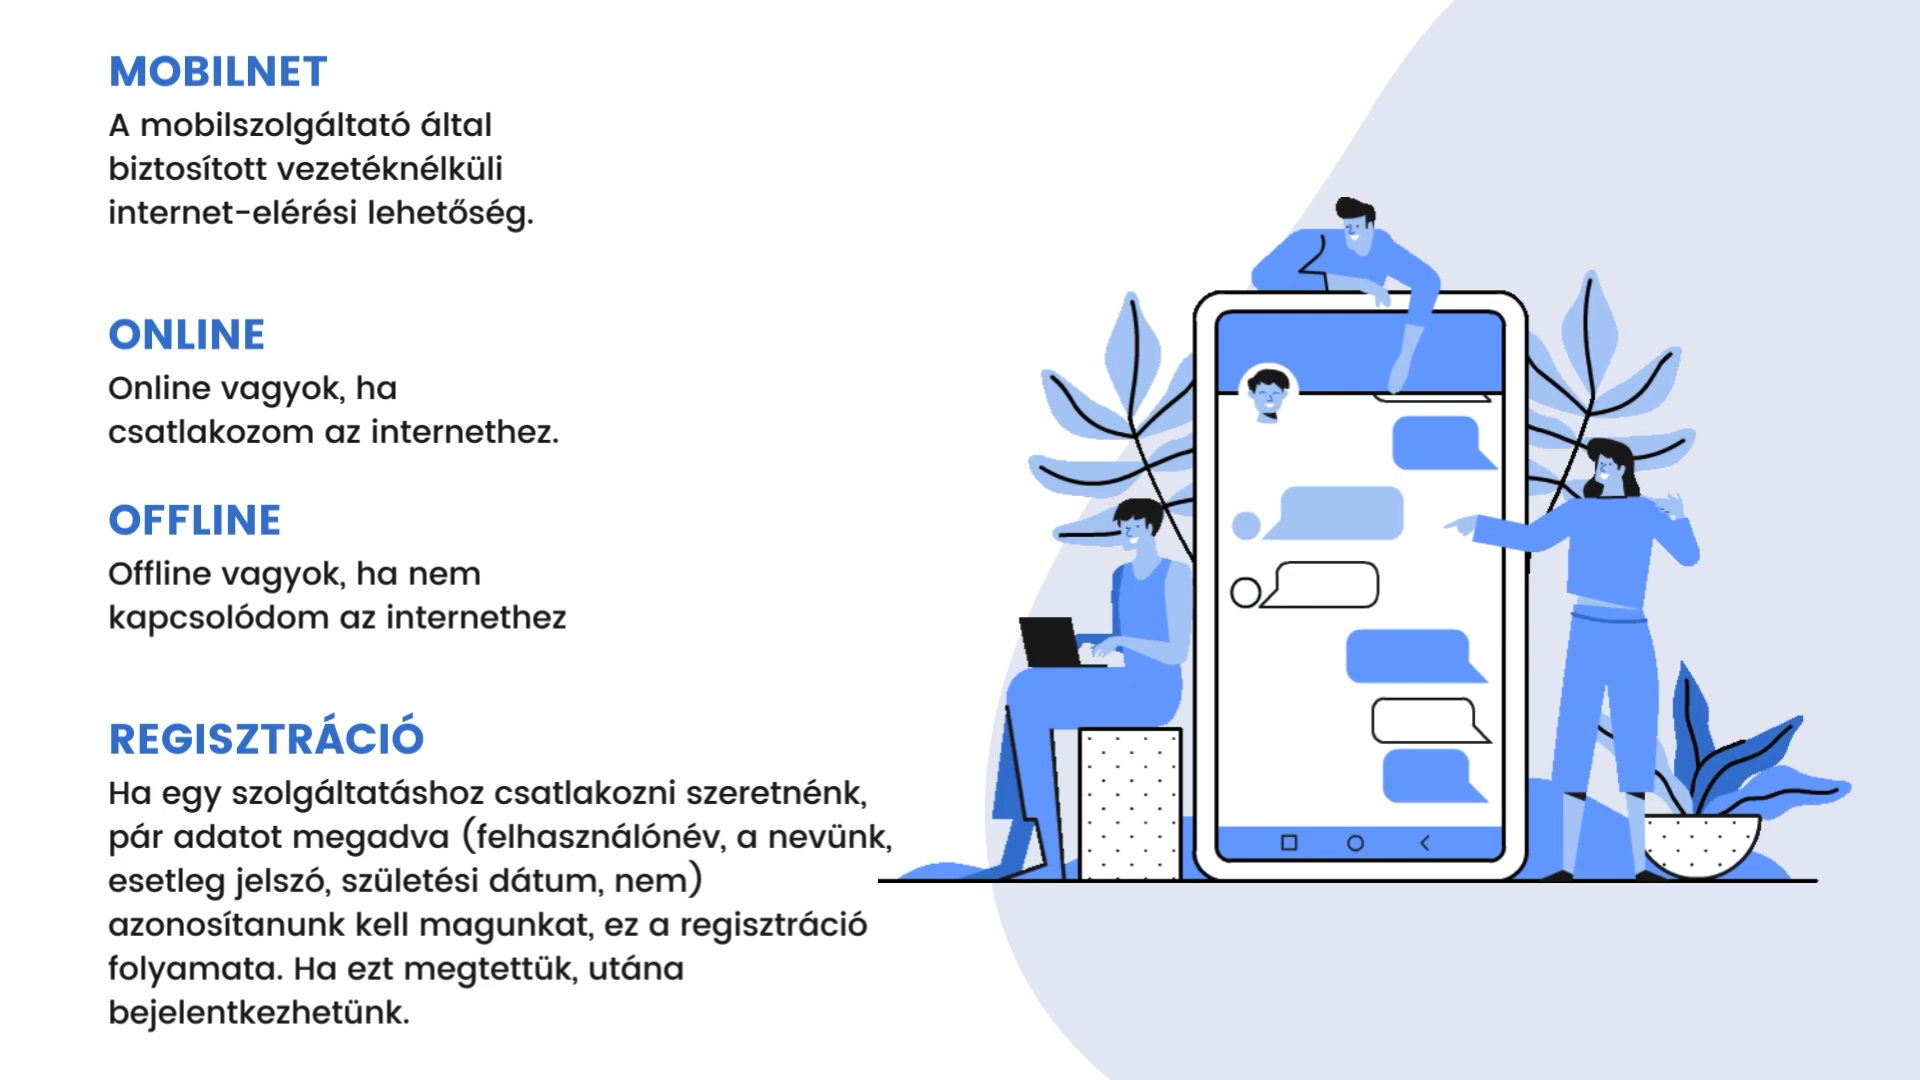 MOBILNET
A mobilszolgáltató által
biztosított vezetéknélküli
internet-elérési lehetőség.
ONLINE
Online vagyok, ha
csatlakozom az internethez.
OFFLINE
Offline vagyok, ha nem
kapcsolódom az internethez
REGISZTRÁCIÓ
Ha egy szolgáltatáshoz csatlakozni szeretnénk,
pár adatot megadva (felhasználónév, a nevünk,
esetleg jelszó, születési dátum, nem)
azonosítanunk kell magunkat, ez a regisztráció
folyamata. Ha ezt megtettük, utána
bejelentkezhetünk.